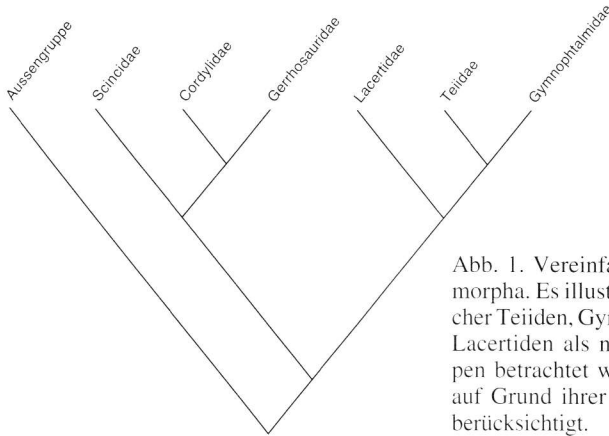 Aussengruppe
Scincidae
Cordylidae
Gerrhosauridae
Lacertidae
Teiidae
Gymnophtalmidae
Abb. 1. Vereinfa
morpha. Es illust
cher Teiiden, Gyr
Lacertiden als n
pen betrachtet w
auf Grund ihrer
berücksichtigt.